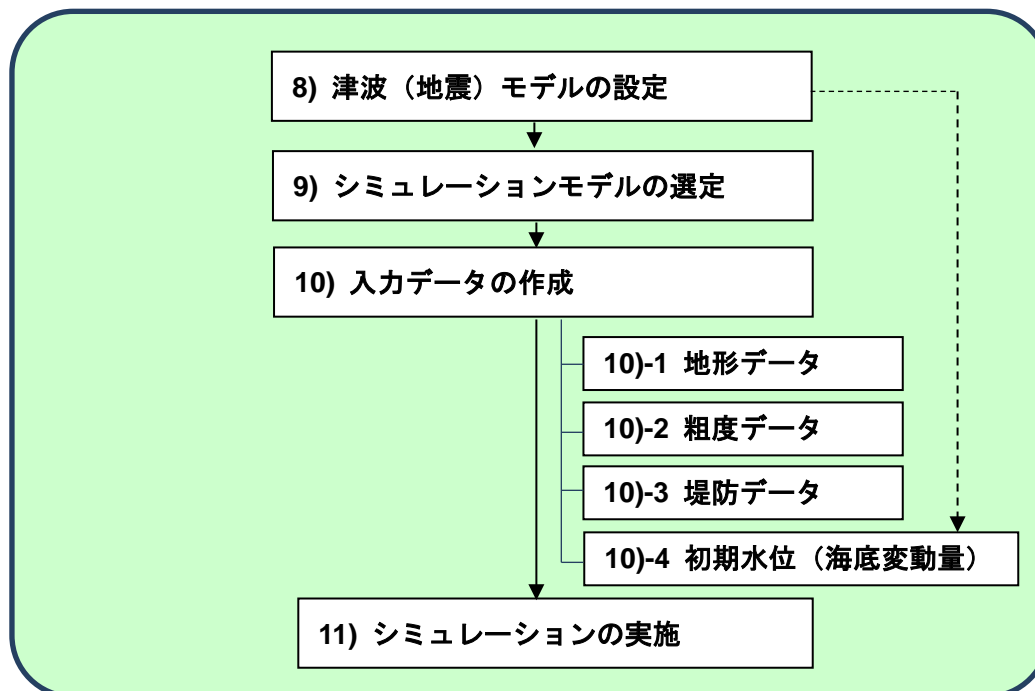 8) 津波（地震）モデルの設定
9) シミュレーションモデルの選定
10) 入力データの作成
10)-1 地形データ
10)-2 粗度データ
10)-3 堤防データ
10)-4 初期水位（海底変動量）
11) シミュレーションの実施